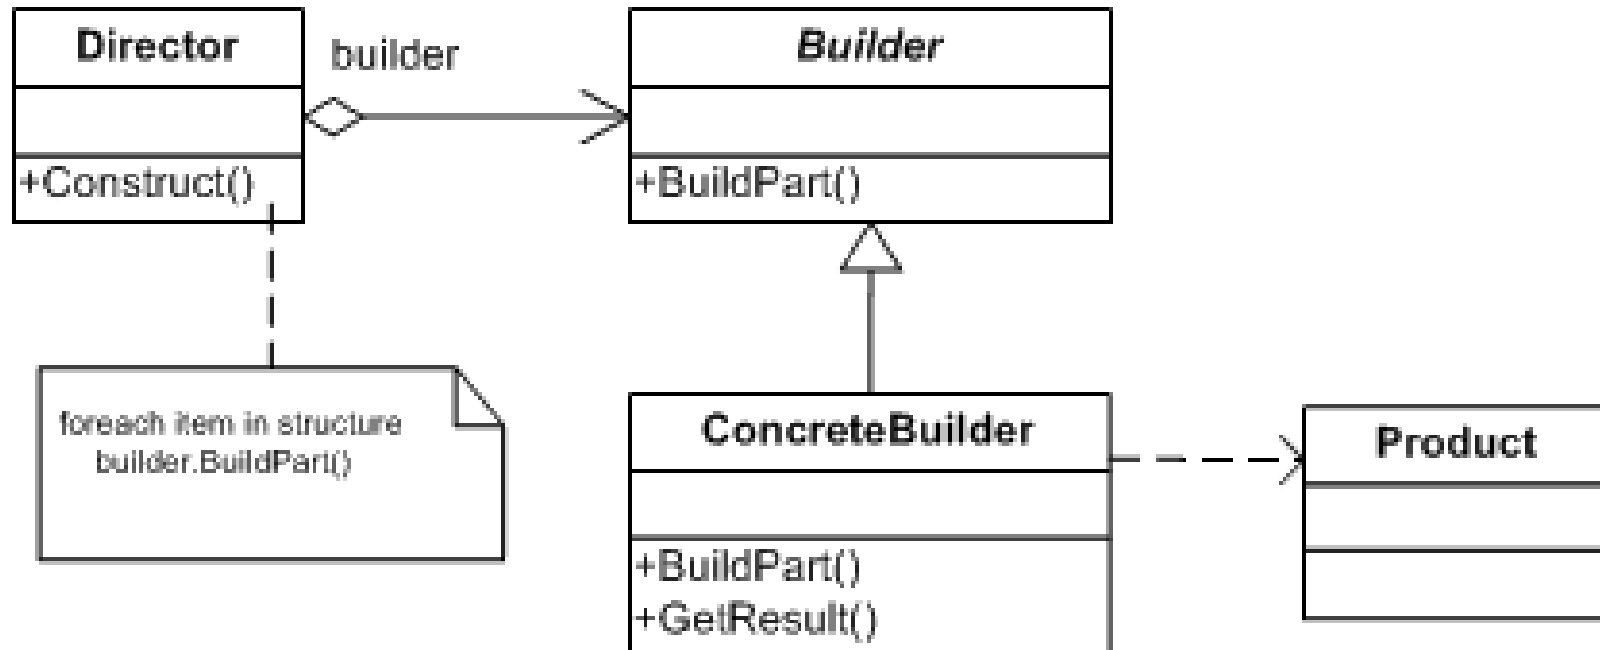 Director
builder
Builder
+Construct()
+BuildPart()
foreach item in structure
builder.BuildPart()
ConcreteBuilder
Product
+BuildPart()
+GetResult()